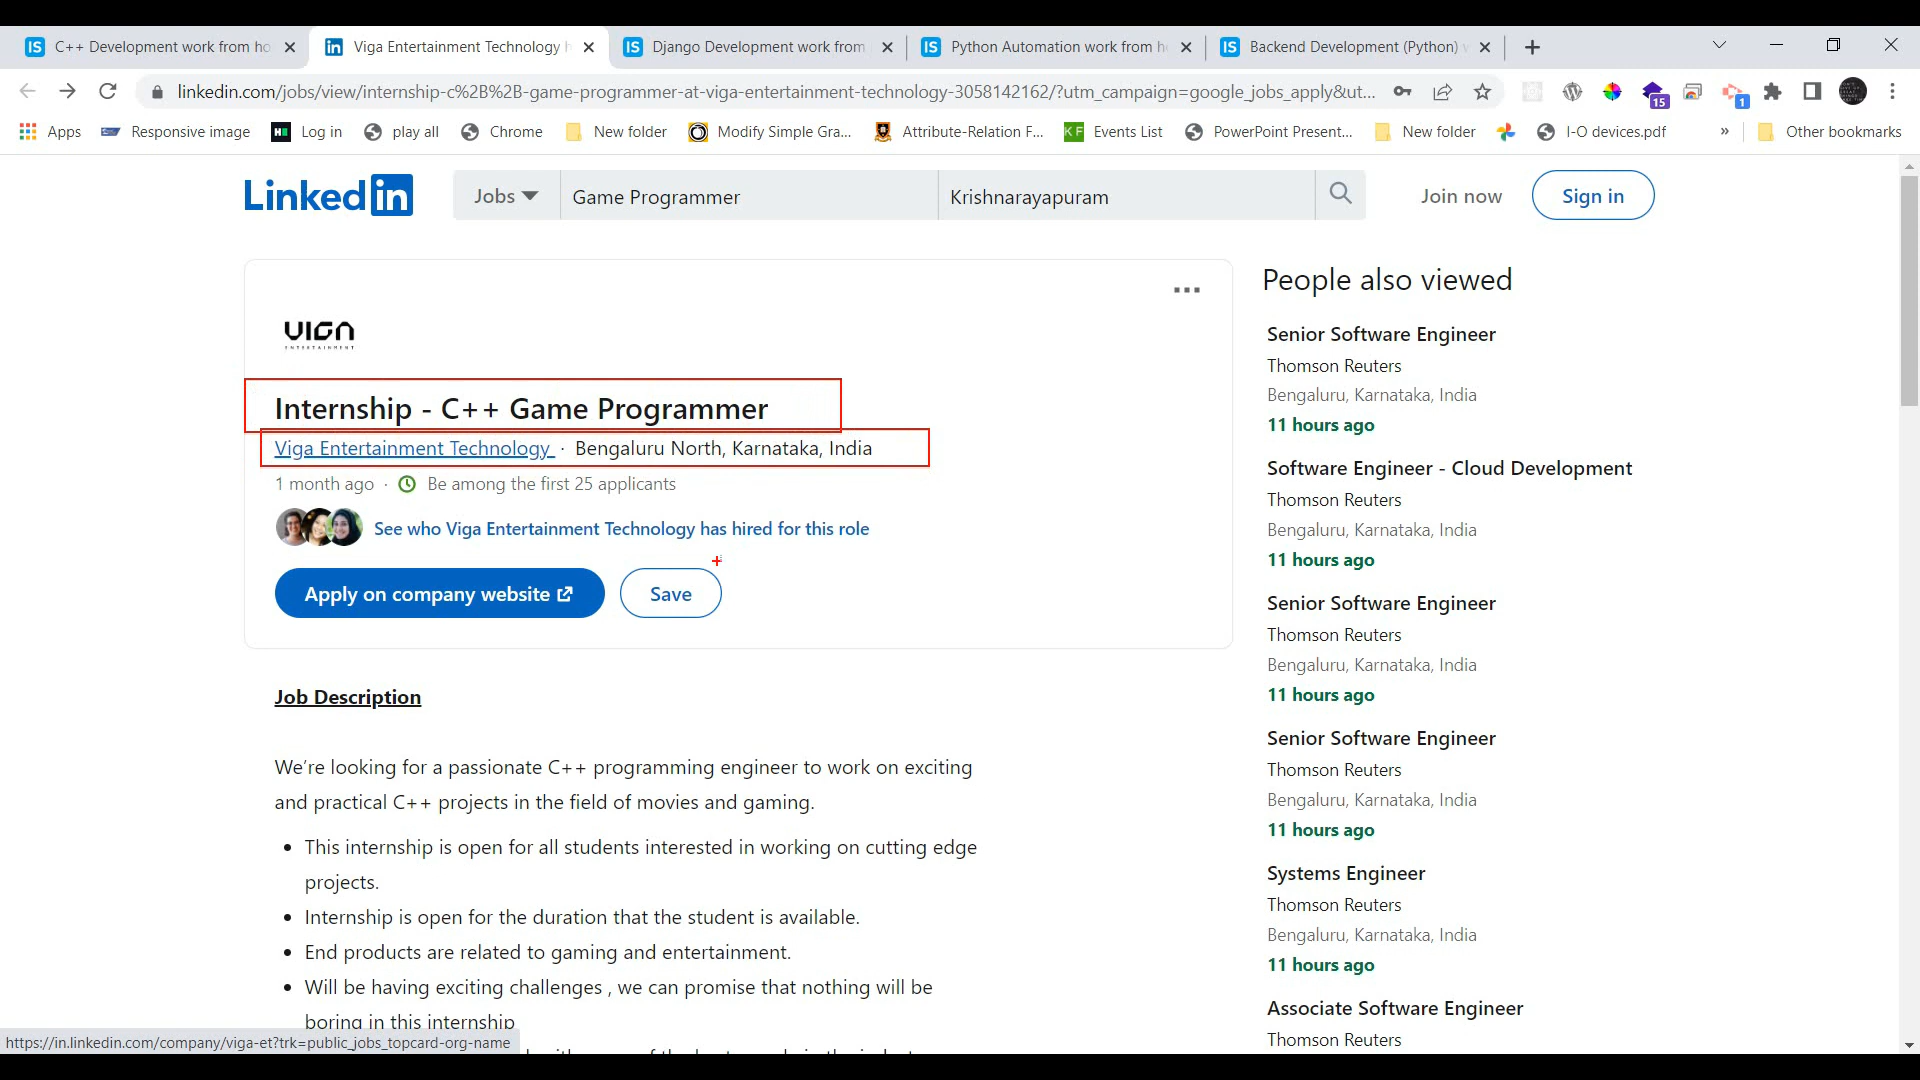 IS C++ Development work from ho
in Viga Entertainment Technology h
IS Django Development work from
IS Python Automation work from h
IS Backend Development (Python) w
linkedin.com/jobs/view/internship-c%2B%2B-game-programmer-at-viga-entertainment-technology-3058142162/?utm_campaign=google_jobs_apply&ut...
15
1
Apps
Responsive image
Log in
play all
Chrome
New folder
Modify Simple Gra...
Attribute-Relation F...
KF Events List
PowerPoint Present...
New folder
I-O devices.pdf
»
Other bookmarks
Linked in
Jobs
Game Programmer
Krishnarayapuram
Join now
Sign in
VIGA
ENTERTAINMENT
Internship - C++ Game Programmer
Viga Entertainment Technology · Bengaluru North, Karnataka, India
1 month ago · Be among the first 25 applicants
See who Viga Entertainment Technology has hired for this role
Apply on company website
Save
Job Description
We’re looking for a passionate C++ programming engineer to work on exciting
and practical C++ projects in the field of movies and gaming.
• This internship is open for all students interested in working on cutting edge
projects.
• Internship is open for the duration that the student is available.
• End products are related to gaming and entertainment.
• Will be having exciting challenges , we can promise that nothing will be
boring in this internship
People also viewed
Senior Software Engineer
Thomson Reuters
Bengaluru, Karnataka, India
11 hours ago
Software Engineer - Cloud Development
Thomson Reuters
Bengaluru, Karnataka, India
11 hours ago
Senior Software Engineer
Thomson Reuters
Bengaluru, Karnataka, India
11 hours ago
Senior Software Engineer
Thomson Reuters
Bengaluru, Karnataka, India
11 hours ago
Systems Engineer
Thomson Reuters
Bengaluru, Karnataka, India
11 hours ago
Associate Software Engineer
Thomson Reuters
https://in.linkedin.com/company/viga-et?trk=public_jobs_topcard-org-name